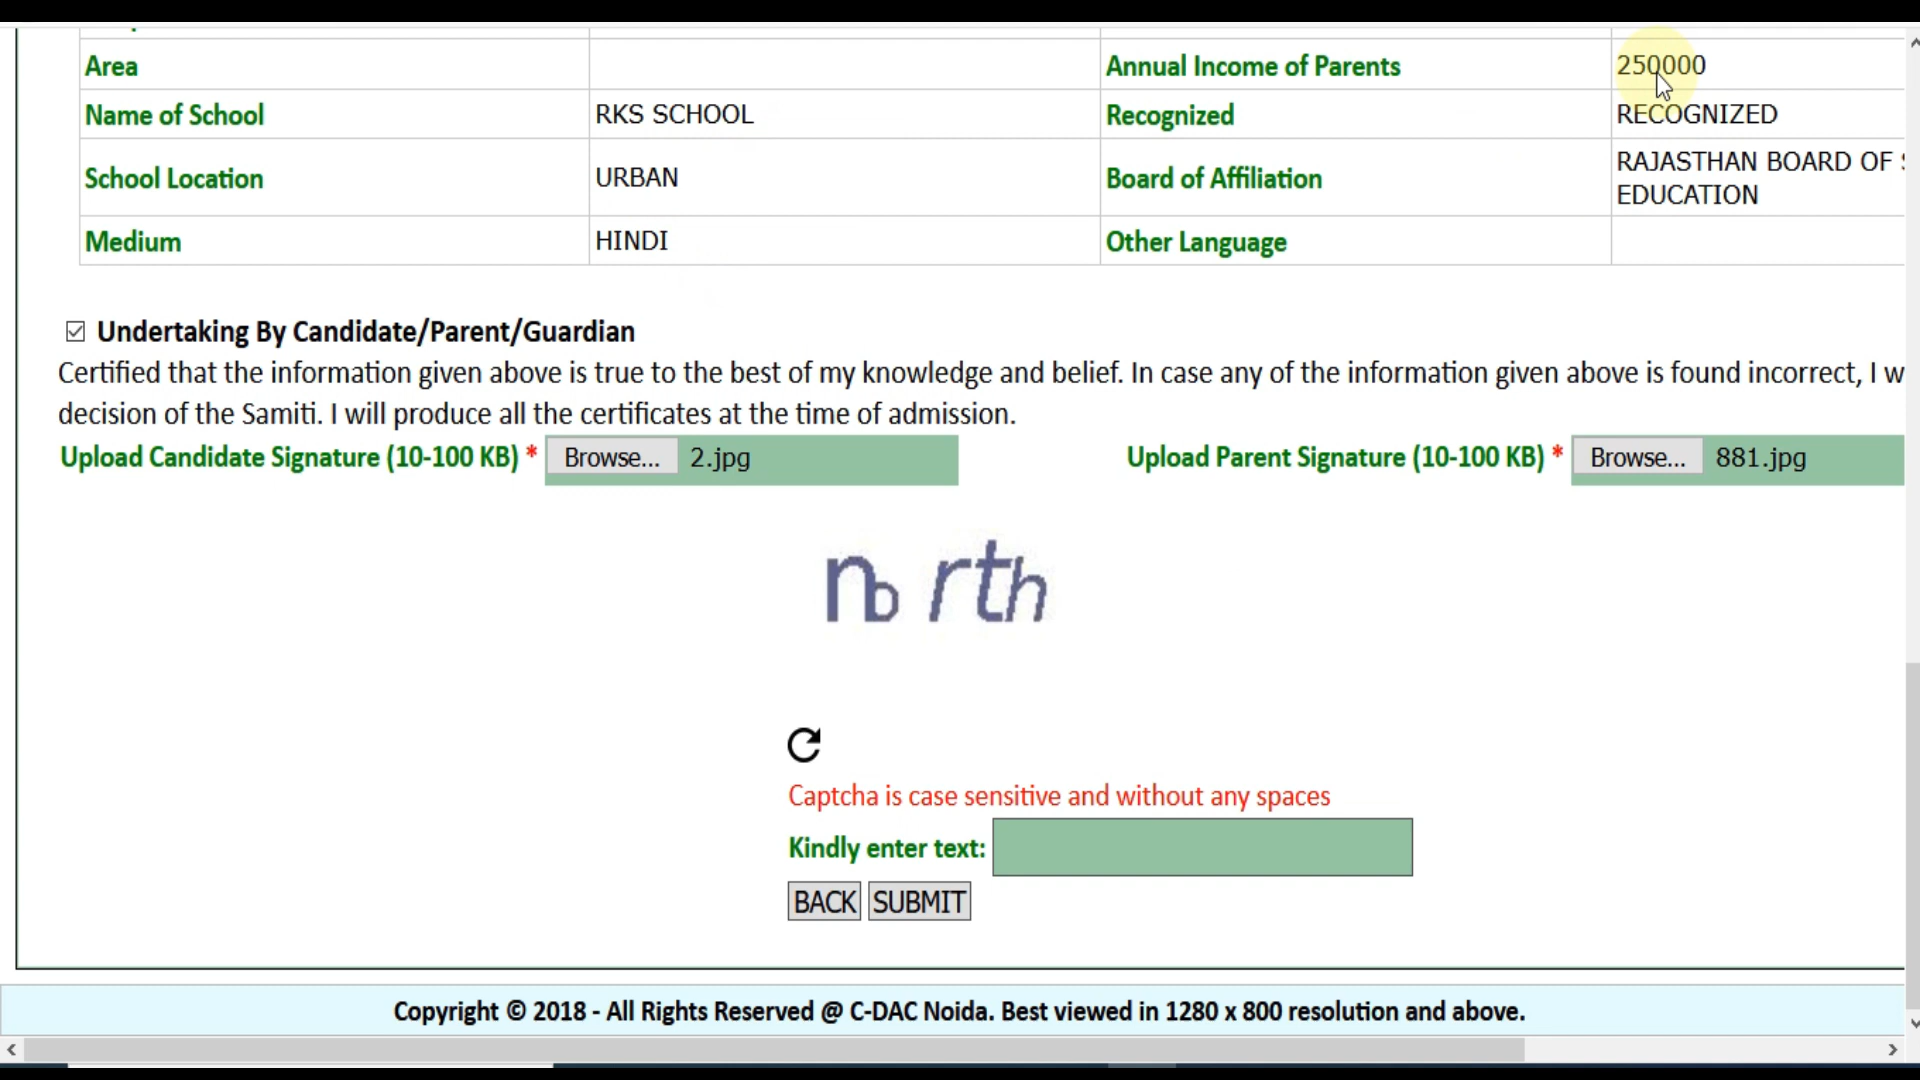 Area Annual Income of Parents 250000
Name of School RKS SCHOOL Recognized RECOGNIZED
School Location URBAN Board of Affiliation RAJASTHAN BOARD OF
EDUCATION
Medium HINDI Other Language
Undertaking By Candidate/Parent/Guardian
Certified that the information given above is true to the best of my knowledge and belief. In case any of the information given above is found incorrect, I
decision of the Samiti. I will produce all the certificates at the time of admission.
Upload Candidate Signature (10-100 KB) * Browse... 2.jpg Upload Parent Signature (10-100 KB) * Browse... 881.jpg
north
Captcha is case sensitive and without any spaces
Kindly enter text:
BACK SUBMIT
Copyright © 2018 - All Rights Reserved @ C-DAC Noida. Best viewed in 1280 x 800 resolution and above.